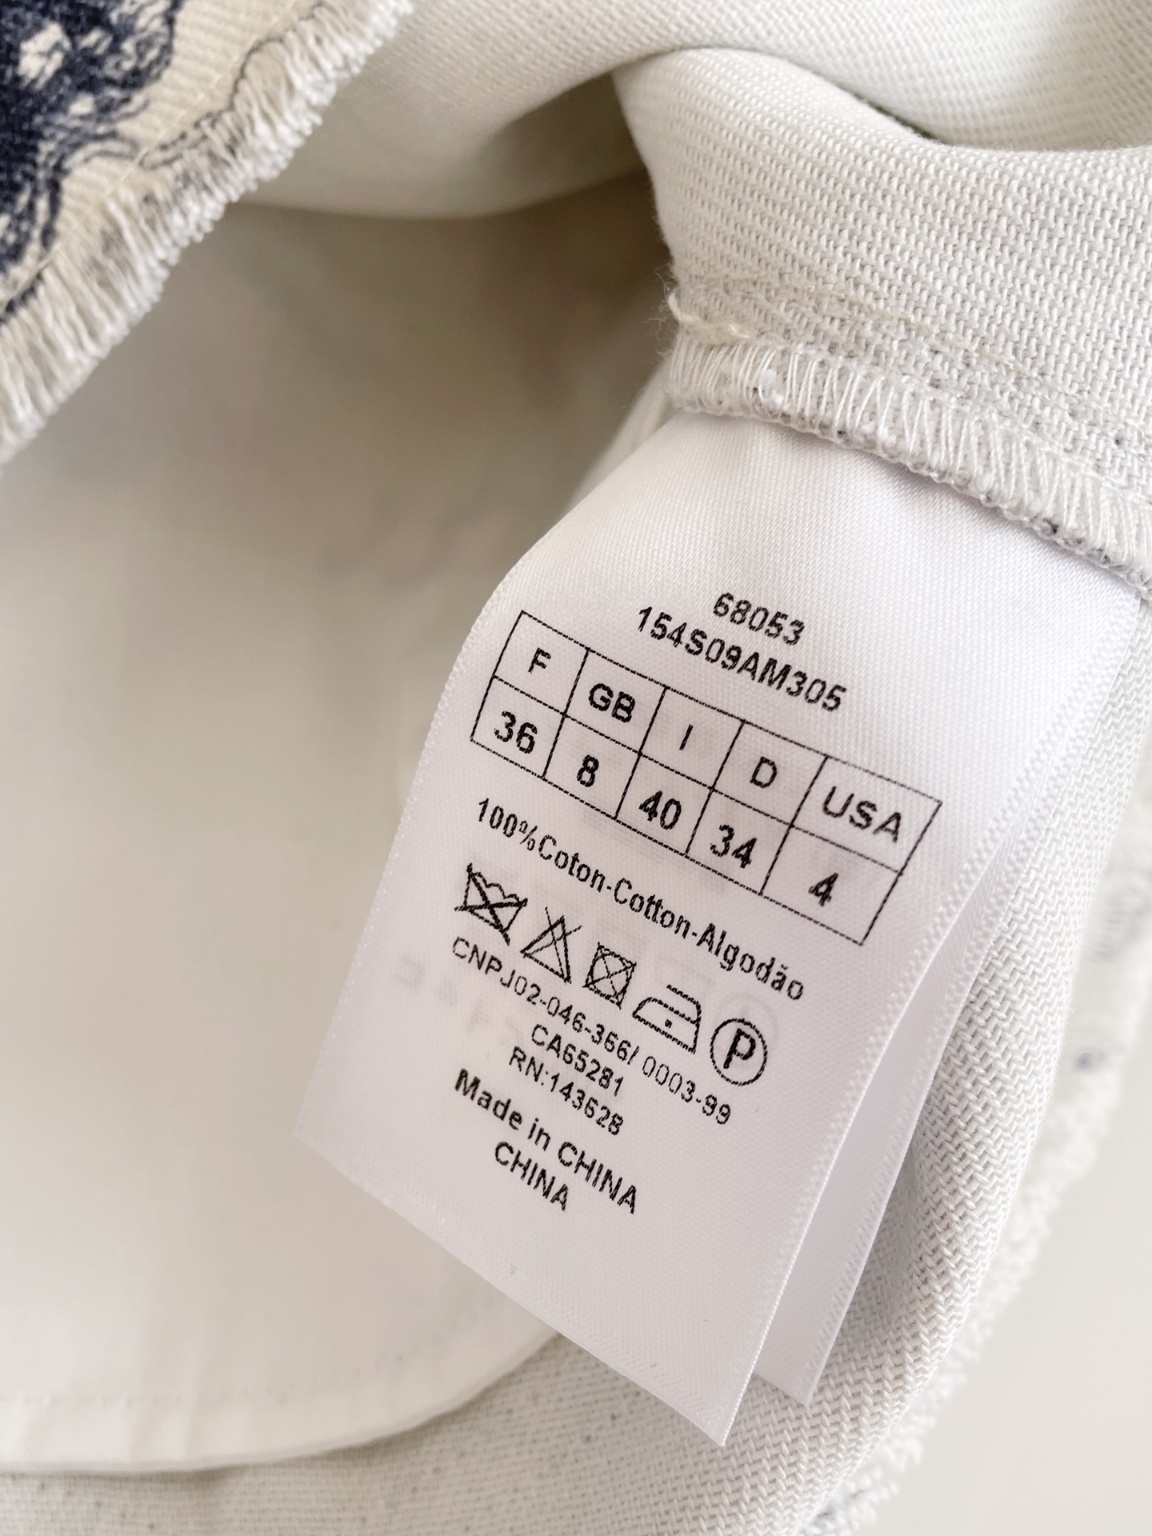 68053
154S09AM305
F GB I D USA
36 8 40 34 4
100%Coton-Cotton-Algodão
P
CNPJ02-046-366/ 0003-99
CA65281
RN:143628
Made in CHINA
CHINA